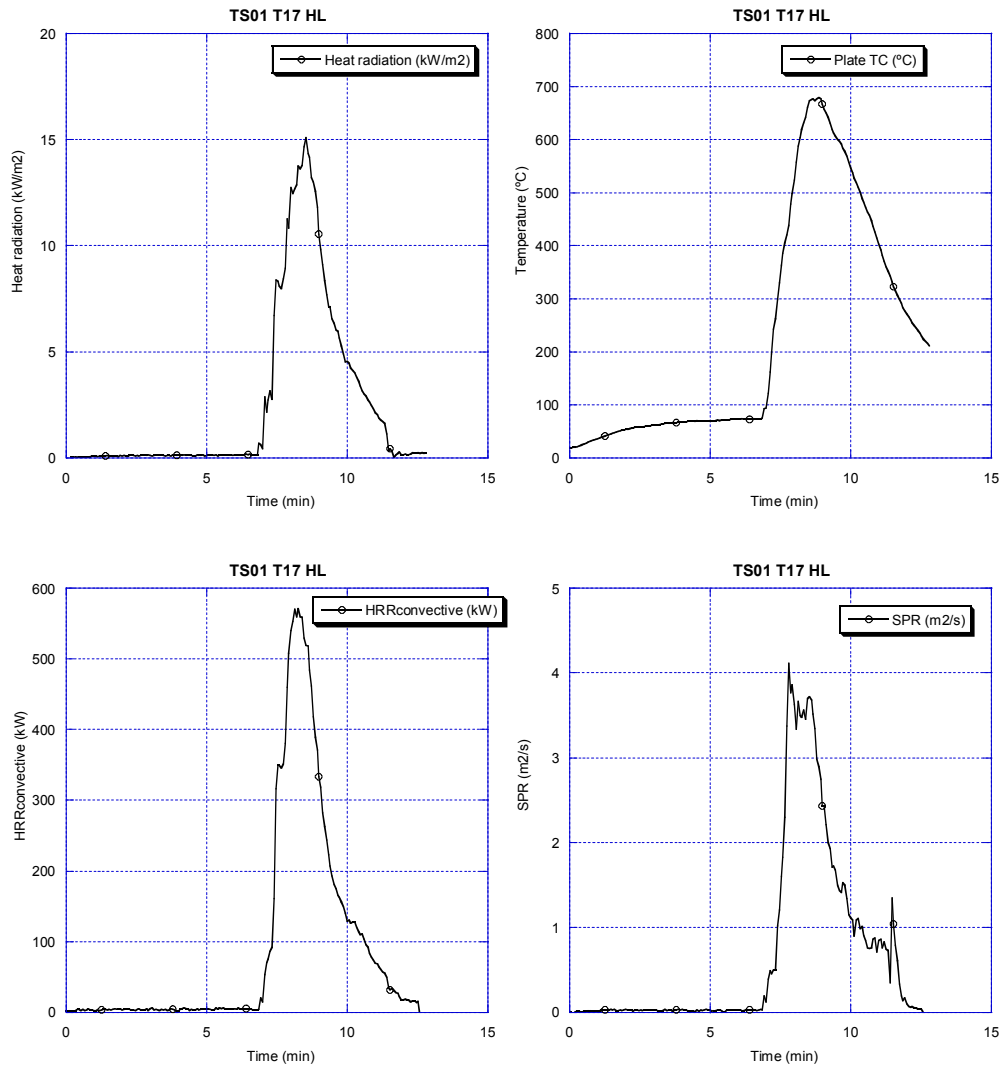 TS01 T17 HL
Heat radiation (kW/m2)
20
15
10
5
0
Heat radiation (kW/m2)
0 5 10 15
Time (min)
TS01 T17 HL
Plate TC (ºC)
800
700
600
500
400
300
200
100
0
Temperature (ºC)
0 5 10 15
Time (min)
TS01 T17 HL
HRRconvective (kW)
600
500
400
300
200
100
0
HRRconvective (kW)
0 5 10 15
Time (min)
TS01 T17 HL
SPR (m2/s)
5
4
3
2
1
0
SPR (m2/s)
0 5 10 15
Time (min)